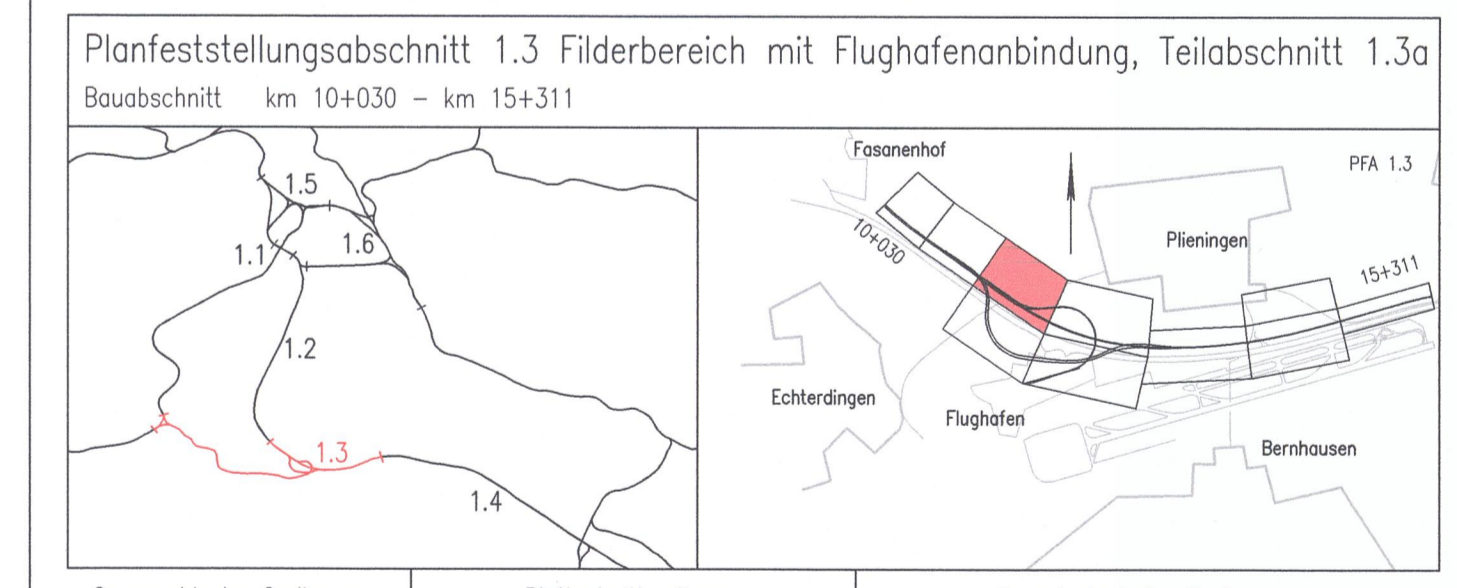 Planfeststellungsabschnitt 1.3 Filderbereich mit Flughafenanbindung, Teilabschnitt 1.3a
Bauabschnitt km 10+030 – km 15+311
1.5
1.6
1.1
1.2
1.3
1.4
Fasanenhof
PFA 1.3
10+030
Plieningen
15+311
Echterdingen
Flughafen
Bernhausen